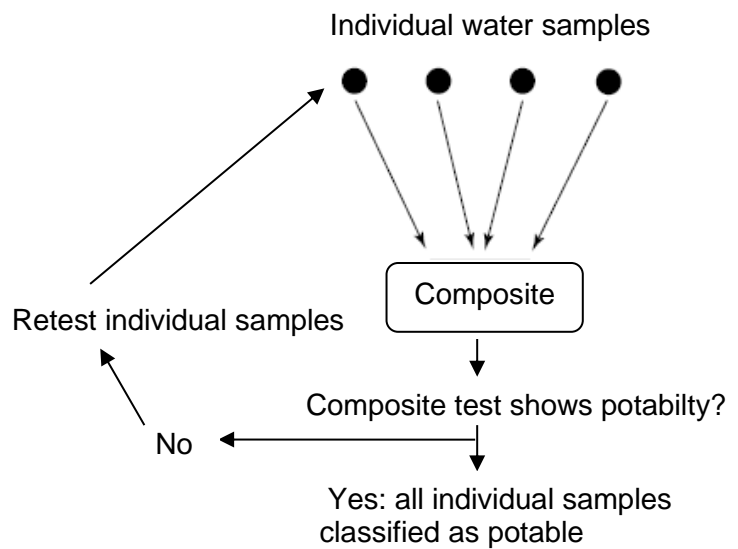 Individual water samples
Composite
Retest individual samples
Composite test shows potabilty?
No
Yes: all individual samples
classified as potable